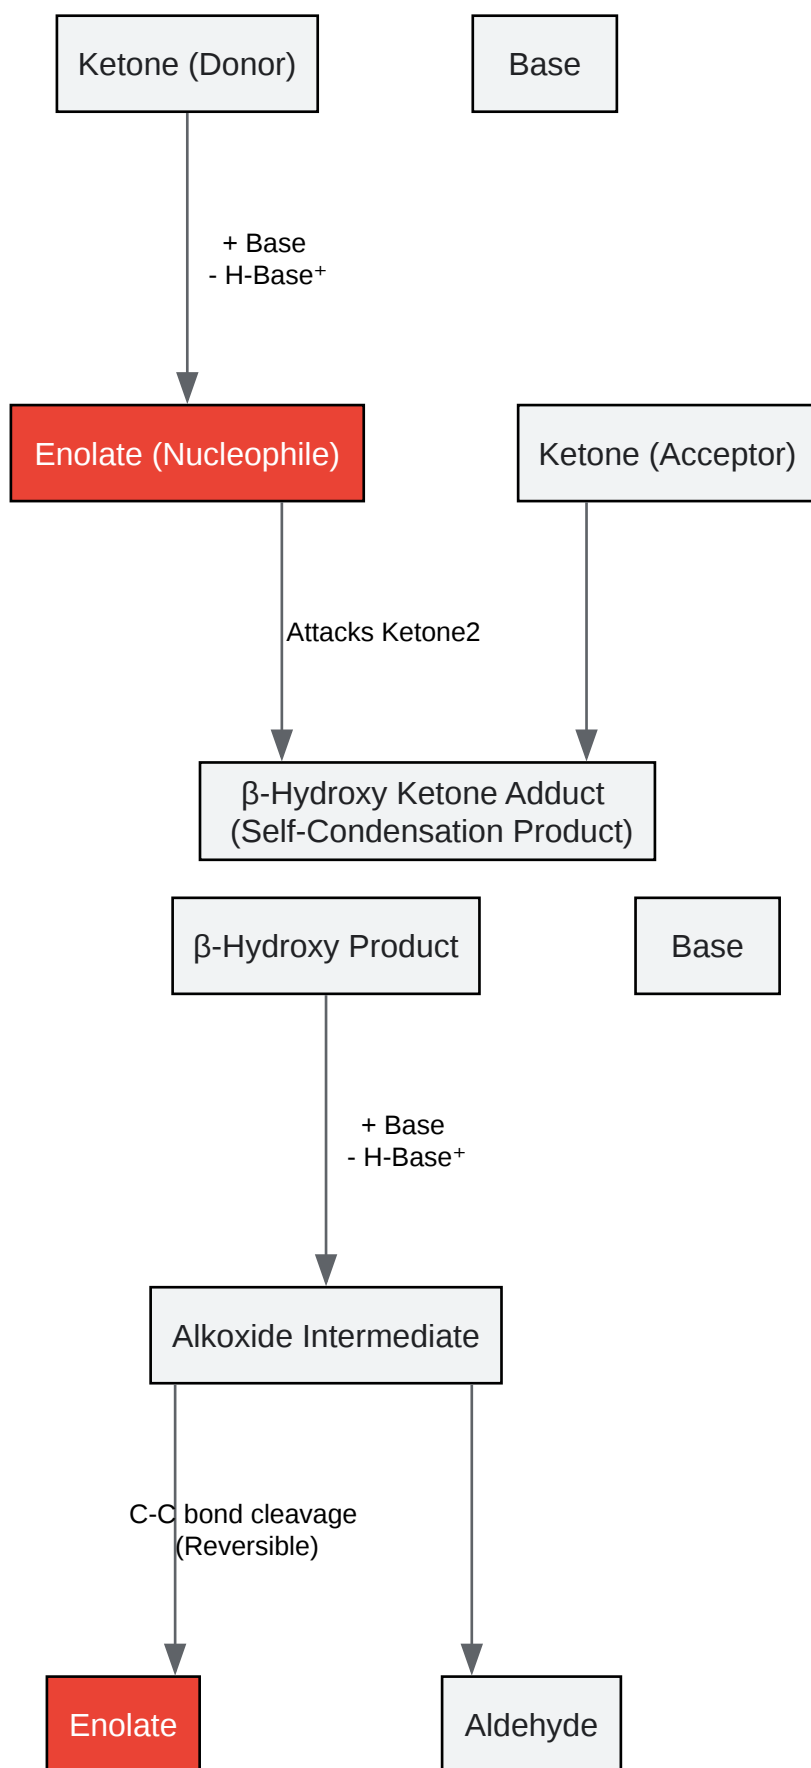 Ketone (Donor)
Base
+ Base
- H-Base⁺
Enolate (Nucleophile)
Ketone (Acceptor)
Attacks Ketone2
β-Hydroxy Ketone Adduct
(Self-Condensation Product)
β-Hydroxy Product
Base
+ Base
- H-Base⁺
Alkoxide Intermediate
C-C bond cleavage
(Reversible)
Enolate
Aldehyde